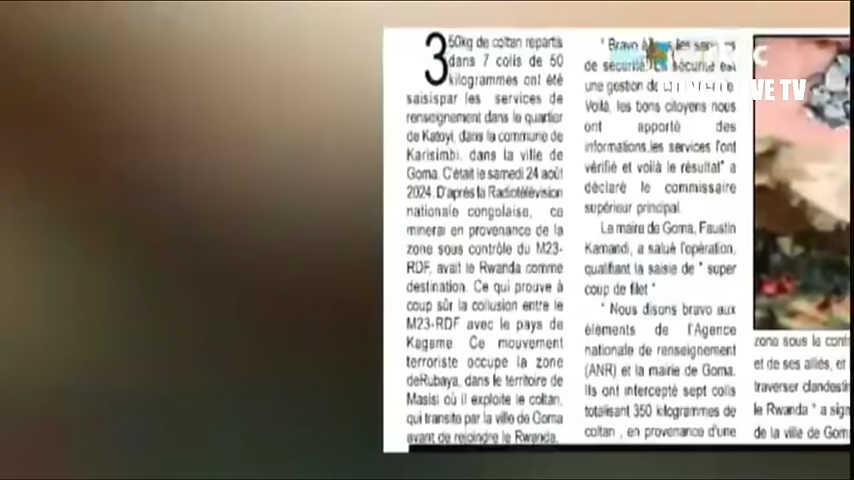 350kg de coltan repartis
dans 7 colis de 50
kilogrammes ont été
saisispar les services de
renseignement dans le quartier
de Katoyi, dans la commune de
Karisimbi, dans la ville de
Goma. C'était le samedi 24 août
2024. D'après la Radiotélévision
nationale congolaise, ce
minerai en provenance de la
zone sous contrôle du M23-
RDF, avait le Rwanda comme
destination. Ce qui prouve à
coup sûr la collusion entre le
M23-RDF avec le pays de
Kagame. Ce mouvement
terroriste occupe la zone
deRubaya, dans le territoire de
Masisi où il exploite le coltan,
qui transite par la ville de Goma
avant de rejoindre le Rwanda.
" Bravo à les
de sécurité. sécurité est
une gestion de
Voilà, les bons citoyens nous
ont apporté des
informations,les services l'ont
vérifié et voilà le résultat" a
déclaré le commissaire
supérieur principal.
Le maire de Goma, Faustin
Kamandi, a salué l'opération,
qualifiant la saisie de " super
coup de filet "
" Nous disons bravo aux
éléments de l'Agence
nationale de renseignement
(ANR) et la mairie de Goma.
Ils ont intercepté sept colis
totalisant 350 kilogrammes de
coltan , en provenance d'une
zone sous la
et de ses alliés, et
traverser
le Rwanda " a
de la ville de
LIVE TV